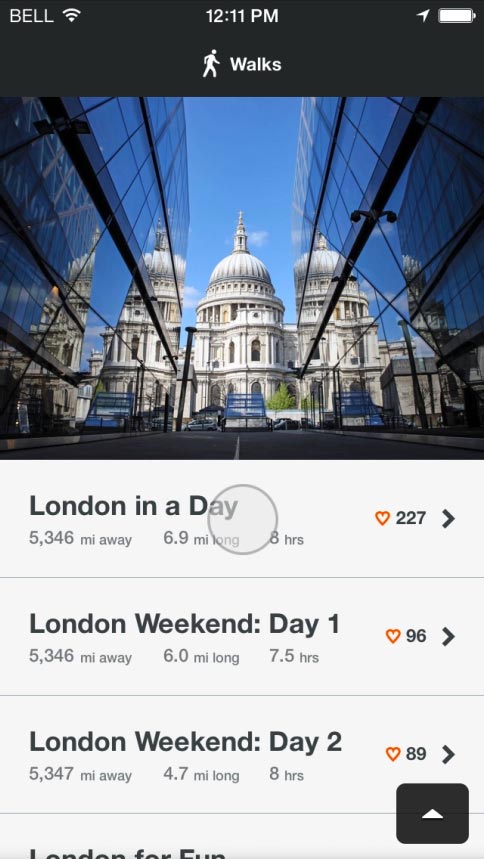 BELL 12:11 PM
Walks
London in a Day
5,346 mi away 6.9 mi long 8 hrs
227
London Weekend: Day 1
5,346 mi away 6.0 mi long 7.5 hrs
96
London Weekend: Day 2
5,347 mi away 4.7 mi long 8 hrs
89
London for Fun